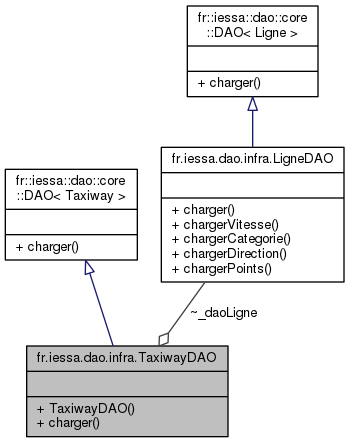 fr::iessa::dao::core
::DAO< Ligne >
+ charger()
fr.iessa.dao.infra.LigneDAO
+ charger()
+ chargerVitesse()
+ chargerCategorie()
+ chargerDirection()
+ chargerPoints()
fr::iessa::dao::core
::DAO< Taxiway >
+ charger()
~_daoLigne
fr.iessa.dao.infra.TaxiwayDAO
+ TaxiwayDAO()
+ charger()